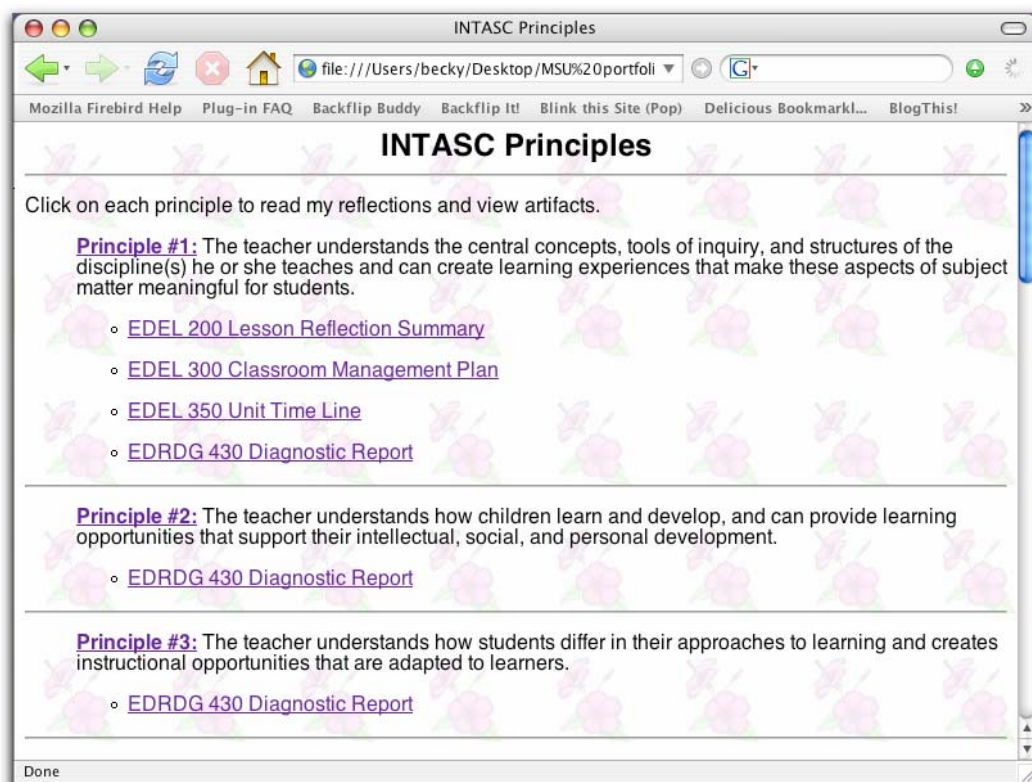 INTASC Principles
file:///Users/becky/Desktop/MSU%20portfoli
G
Mozilla Firebird Help Plug-in FAQ Backflip Buddy Backflip It! Blink this Site (Pop) Delicious Bookmarkl... BlogThis! »
INTASC Principles
Click on each principle to read my reflections and view artifacts.
Principle #1: The teacher understands the central concepts, tools of inquiry, and structures of the
discipline(s) he or she teaches and can create learning experiences that make these aspects of subject
matter meaningful for students.
EDEL 200 Lesson Reflection Summary
EDEL 300 Classroom Management Plan
EDEL 350 Unit Time Line
EDRDG 430 Diagnostic Report
Principle #2: The teacher understands how children learn and develop, and can provide learning
opportunities that support their intellectual, social, and personal development.
EDRDG 430 Diagnostic Report
Principle #3: The teacher understands how students differ in their approaches to learning and creates
instructional opportunities that are adapted to learners.
EDRDG 430 Diagnostic Report
Done